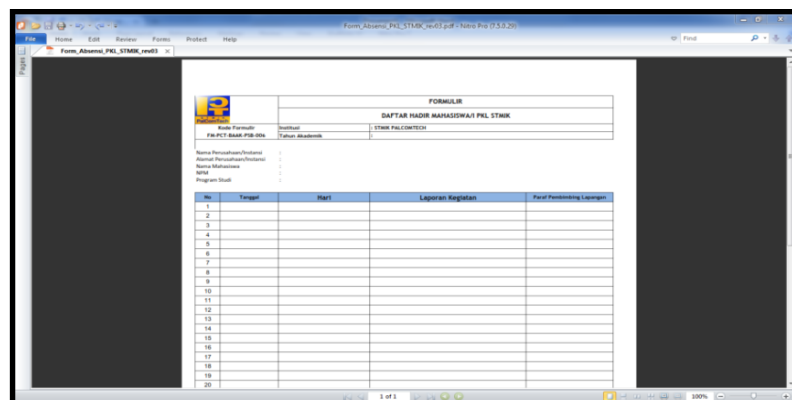 Form_Absensi_PKL_STMIK_rev03.pdf - Nitro Pro (7.5.0.29)
File Home Edit Review Forms Protect Help Find
Form_Absensi_PKL_STMIK_rev03 ×
Pages
PalComTech
FORMULIR
DAFTAR HADIR MAHASISWA/I PKL STMIK
Kode Formulir Institusi : STMIK PALCOMTECH
FM-PCT-BAAK-PSB-006 Tahun Akademik :
Nama Perusahaan/Instansi :
Alamat Perusahaan/Instansi :
Nama Mahasiswa :
NPM :
Program Studi :
No Tanggal Hari Laporan Kegiatan Paraf Pembimbing Lapangan
1
2
3
4
5
6
7
8
9
10
11
12
13
14
15
16
17
18
19
20
1 of 1 100%